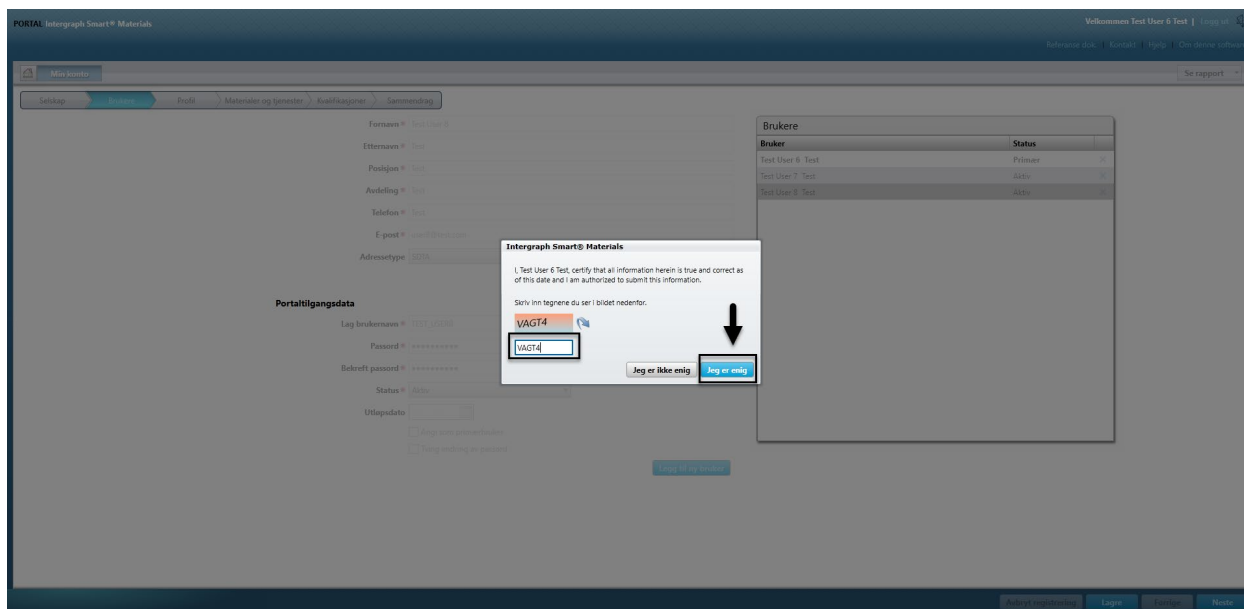 PORTAL Intergraph Smart® Materials
Velkommen Test User 6 Test | Logg ut
Referanse dok. | Kontakt | Hjelp | Om denne software
Min konto
Se rapport
Selskap Brukere Profil Materialer og tjenester Kvalifikasjoner Sammendrag
Fornavn * Test User 8
Etternavn * Test
Posisjon * Test
Avdeling * Test
Telefon * Test
E-post *
Adressetype
Portaltilgangsdata
Lag brukernavn *
Passord * **********
Bekreft passord * **********
Status * Aktiv
Utløpsdato
Legg til ny bruker
Brukere
Bruker Status
Test User 6 Test Primær
Test User 7 Test Aktiv
Test User 8 Test Aktiv
Intergraph Smart® Materials
I, Test User 6 Test, certify that all information herein is true and correct as
of this date and I am authorized to submit this information.
Skriv inn tegnene du ser i bildet nedenfor.
VAGT4
VAGT4
Jeg er ikke enig Jeg er enig
Avbryt registrering Lagre Forrige Neste